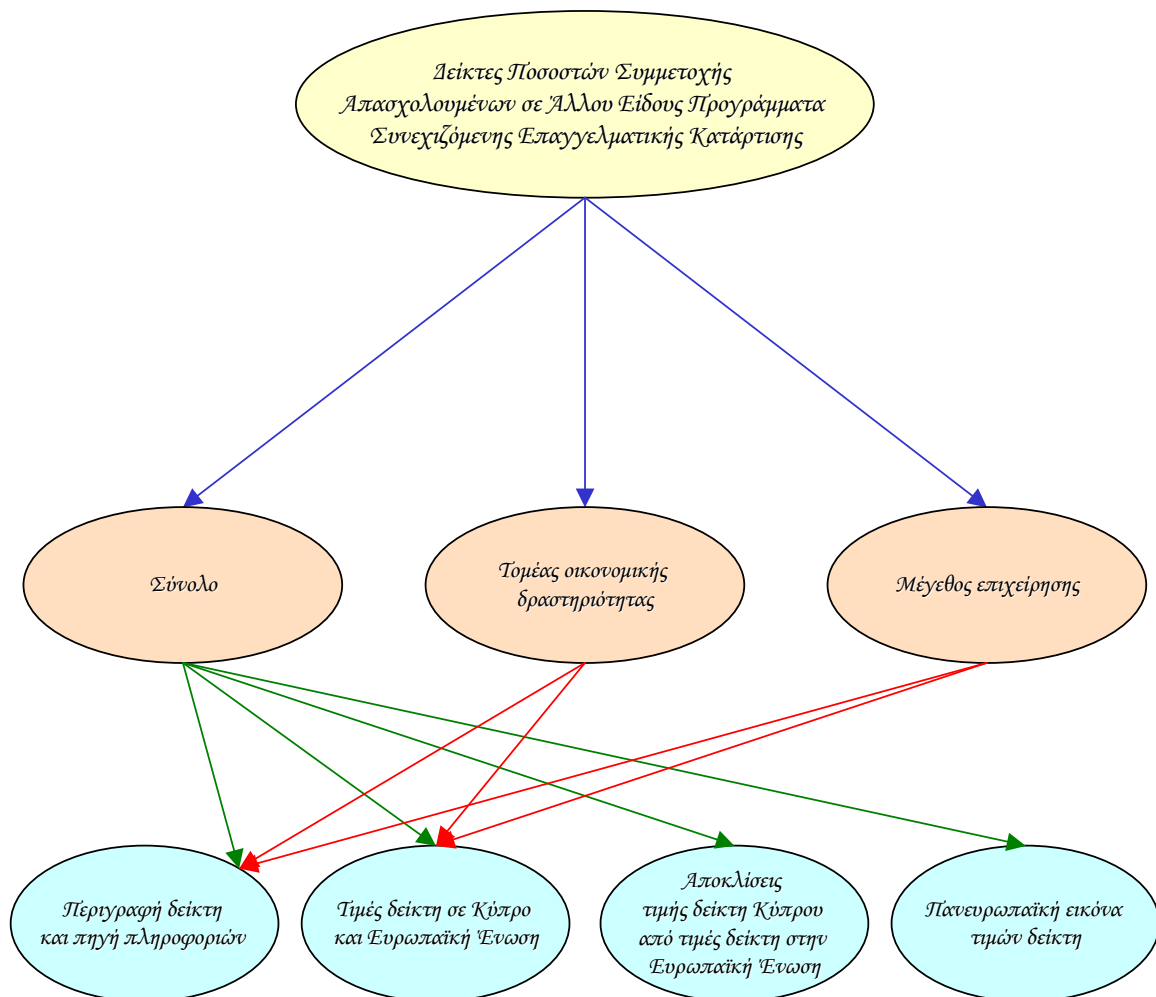 Δείκτες Ποσοστών Συμμετοχής
Απασχολουμένων σε Άλλου Είδους Προγράμματα
Συνεχιζόμενης Επαγγελματικής Κατάρτισης
Σύνολο
Τομέας οικονομικής
δραστηριότητας
Μέγεθος επιχείρησης
Περιγραφή δείκτη
και πηγή πληροφοριών
Τιμές δείκτη σε Κύπρο
και Ευρωπαϊκή Ένωση
Αποκλίσεις
τιμής δείκτη Κύπρου
από τιμές δείκτη στην
Ευρωπαϊκή Ένωση
Πανευρωπαϊκή εικόνα
τιμών δείκτη